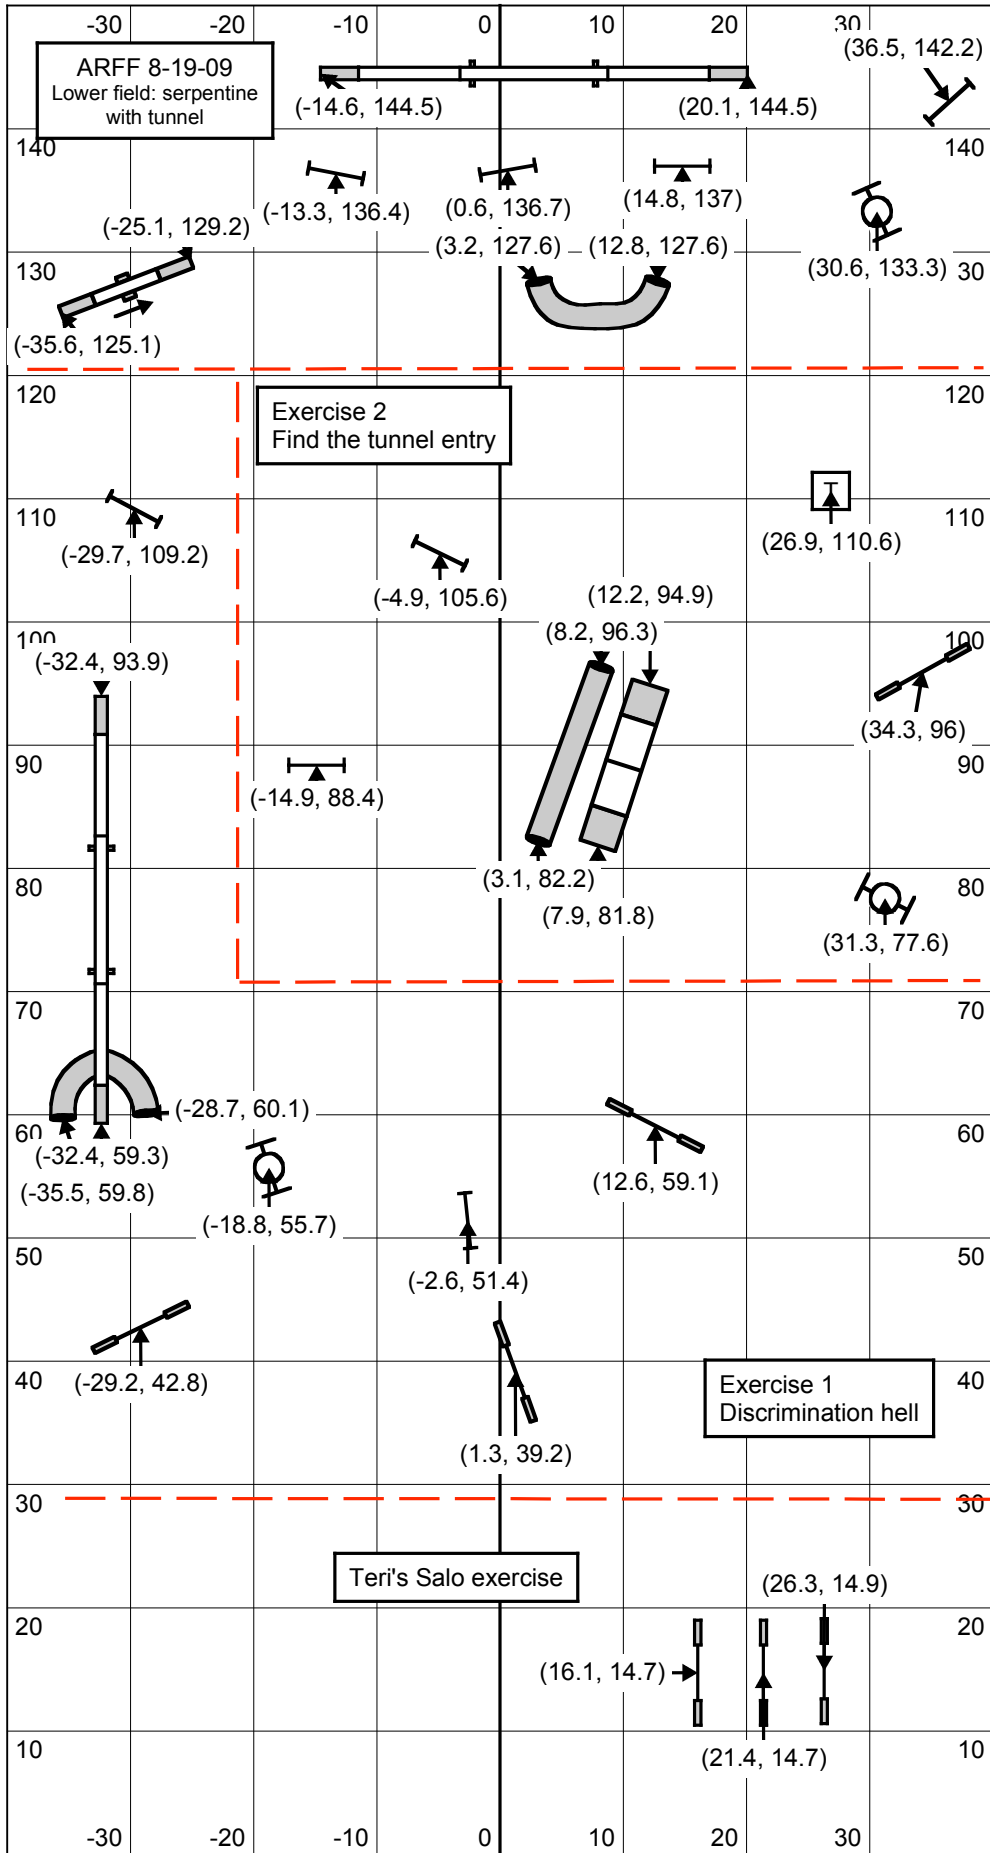 -30 -20 -10 0 10 20 30
ARFF 8-19-09
Lower field: serpentine
with tunnel
(36.5, 142.2)
(-14.6, 144.5) (20.1, 144.5)
140 140
(-13.3, 136.4) (0.6, 136.7) (14.8, 137)
(-25.1, 129.2) (3.2, 127.6) (12.8, 127.6)
130 (30.6, 133.3) 30
(-35.6, 125.1)
120 120
Exercise 2
Find the tunnel entry
110 110
(-29.7, 109.2) (26.9, 110.6)
(-4.9, 105.6) (12.2, 94.9)
100 (8.2, 96.3) 100
(-32.4, 93.9)
(34.3, 96)
90 90
(-14.9, 88.4)
80 (3.1, 82.2) 80
(7.9, 81.8)
(31.3, 77.6)
70 70
(-28.7, 60.1)
60 60
(-32.4, 59.3)
(12.6, 59.1)
(-35.5, 59.8)
(-18.8, 55.7)
50 50
(-2.6, 51.4)
40 (-29.2, 42.8) 40
Exercise 1
Discrimination hell
(1.3, 39.2)
30 30
Teri's Salo exercise
(26.3, 14.9)
20 20
(16.1, 14.7)
10 (21.4, 14.7) 10
-30 -20 -10 0 10 20 30